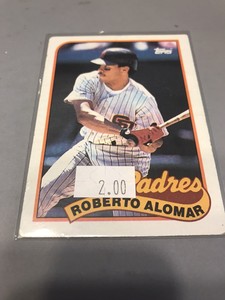 Topps
2.00
Padres
ROBERTO ALOMAR